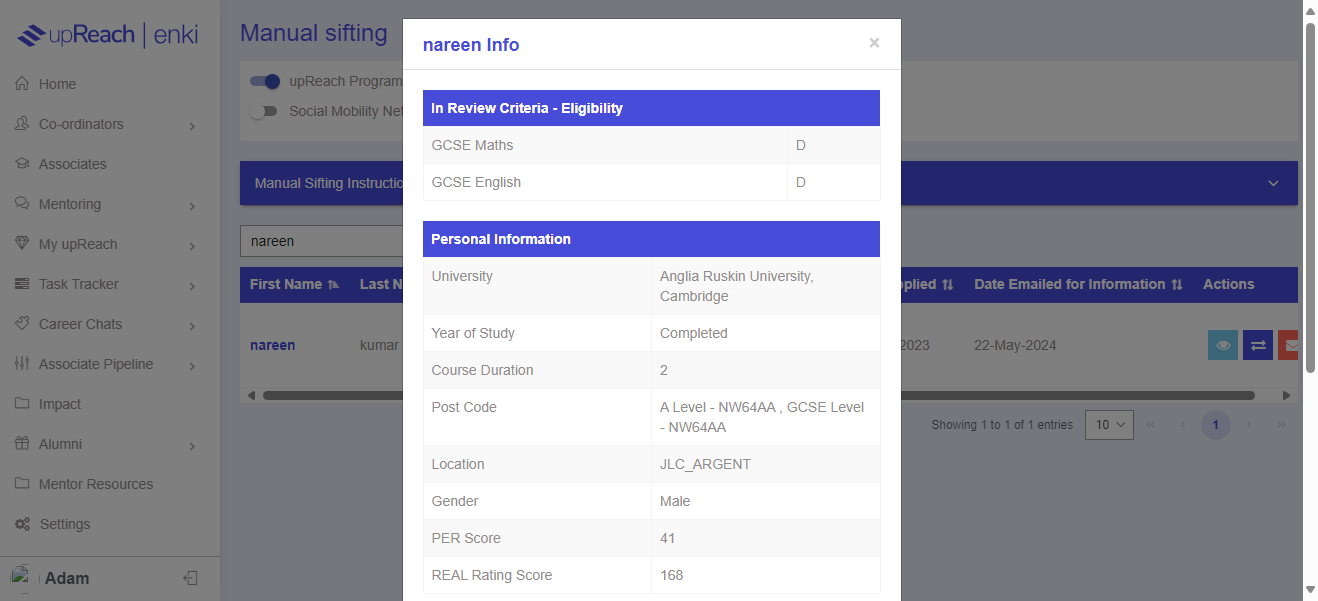 upReach | enki
Home
Co-ordinators
Associates
Mentoring
My upReach
Task Tracker
Career Chats
Associate Pipeline
Impact
Alumni
Mentor Resources
Settings
Adam
Manual sifting
upReach Program
Social Mobility Net
Manual Sifting Instructio
nareen
First Name Last N
plied Date Emailed for Information Actions
nareen kumar
2023 22-May-2024
Showing 1 to 1 of 1 entries 10 « ‹ 1 › »
nareen Info ×
In Review Criteria - Eligibility
GCSE Maths D
GCSE English D
Personal Information
University Anglia Ruskin University,
Cambridge
Year of Study Completed
Course Duration 2
Post Code A Level - NW64AA , GCSE Level
- NW64AA
Location JLC_ARGENT
Gender Male
PER Score 41
REAL Rating Score 168